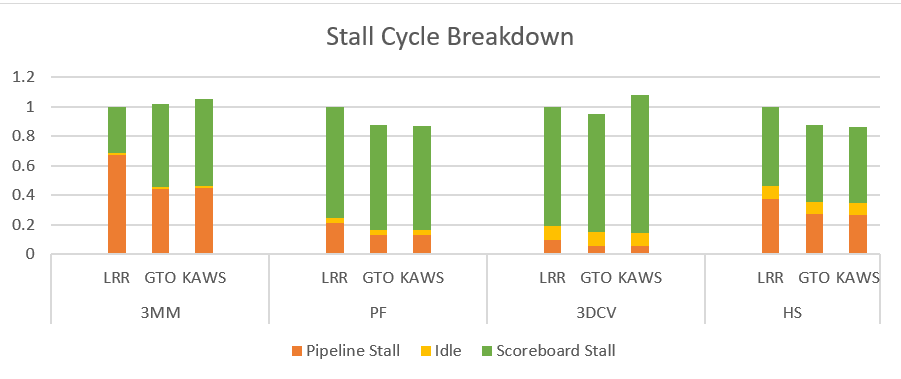 Stall Cycle Breakdown
1.2
1
0.8
0.6
0.4
0.2
0
LRR GTO KAWS LRR GTO KAWS LRR GTO KAWS LRR GTO KAWS
3MM PF 3DCV HS
Pipeline Stall Idle Scoreboard Stall